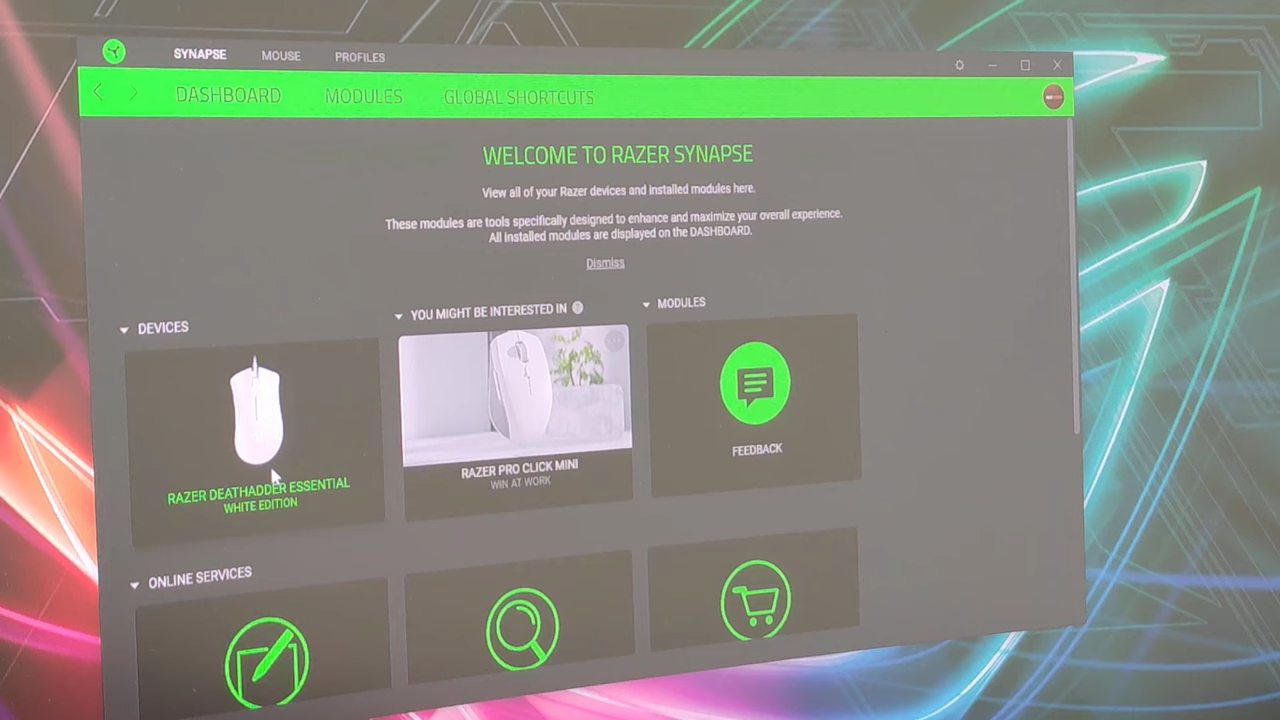 SYNAPSE
MOUSE
PROFILES
DASHBOARD
MODULES
GLOBAL SHORTCUTS
WELCOME TO RAZER SYNAPSE
View all of your Razer devices and installed modules here.
These modules are tools specifically designed to enhance and maximize your overall experience.
All installed modules are displayed on the DASHBOARD.
Dismiss
DEVICES
YOU MIGHT BE INTERESTED IN
MODULES
RAZER DEATHADDER ESSENTIAL
WHITE EDITION
RAZER PRO CLICK MINI
WIN AT WORK
FEEDBACK
ONLINE SERVICES